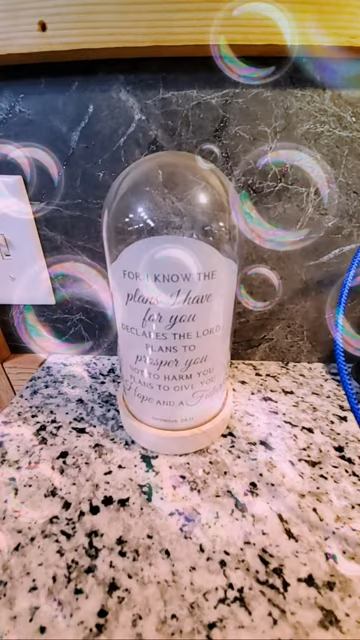 FOR I KNOW THE
plans I have
for you
DECLARES THE LORD
PLANS TO
prosper you
NOT TO HARM YOU
PLANS TO GIVE YOU
Hope AND A Future